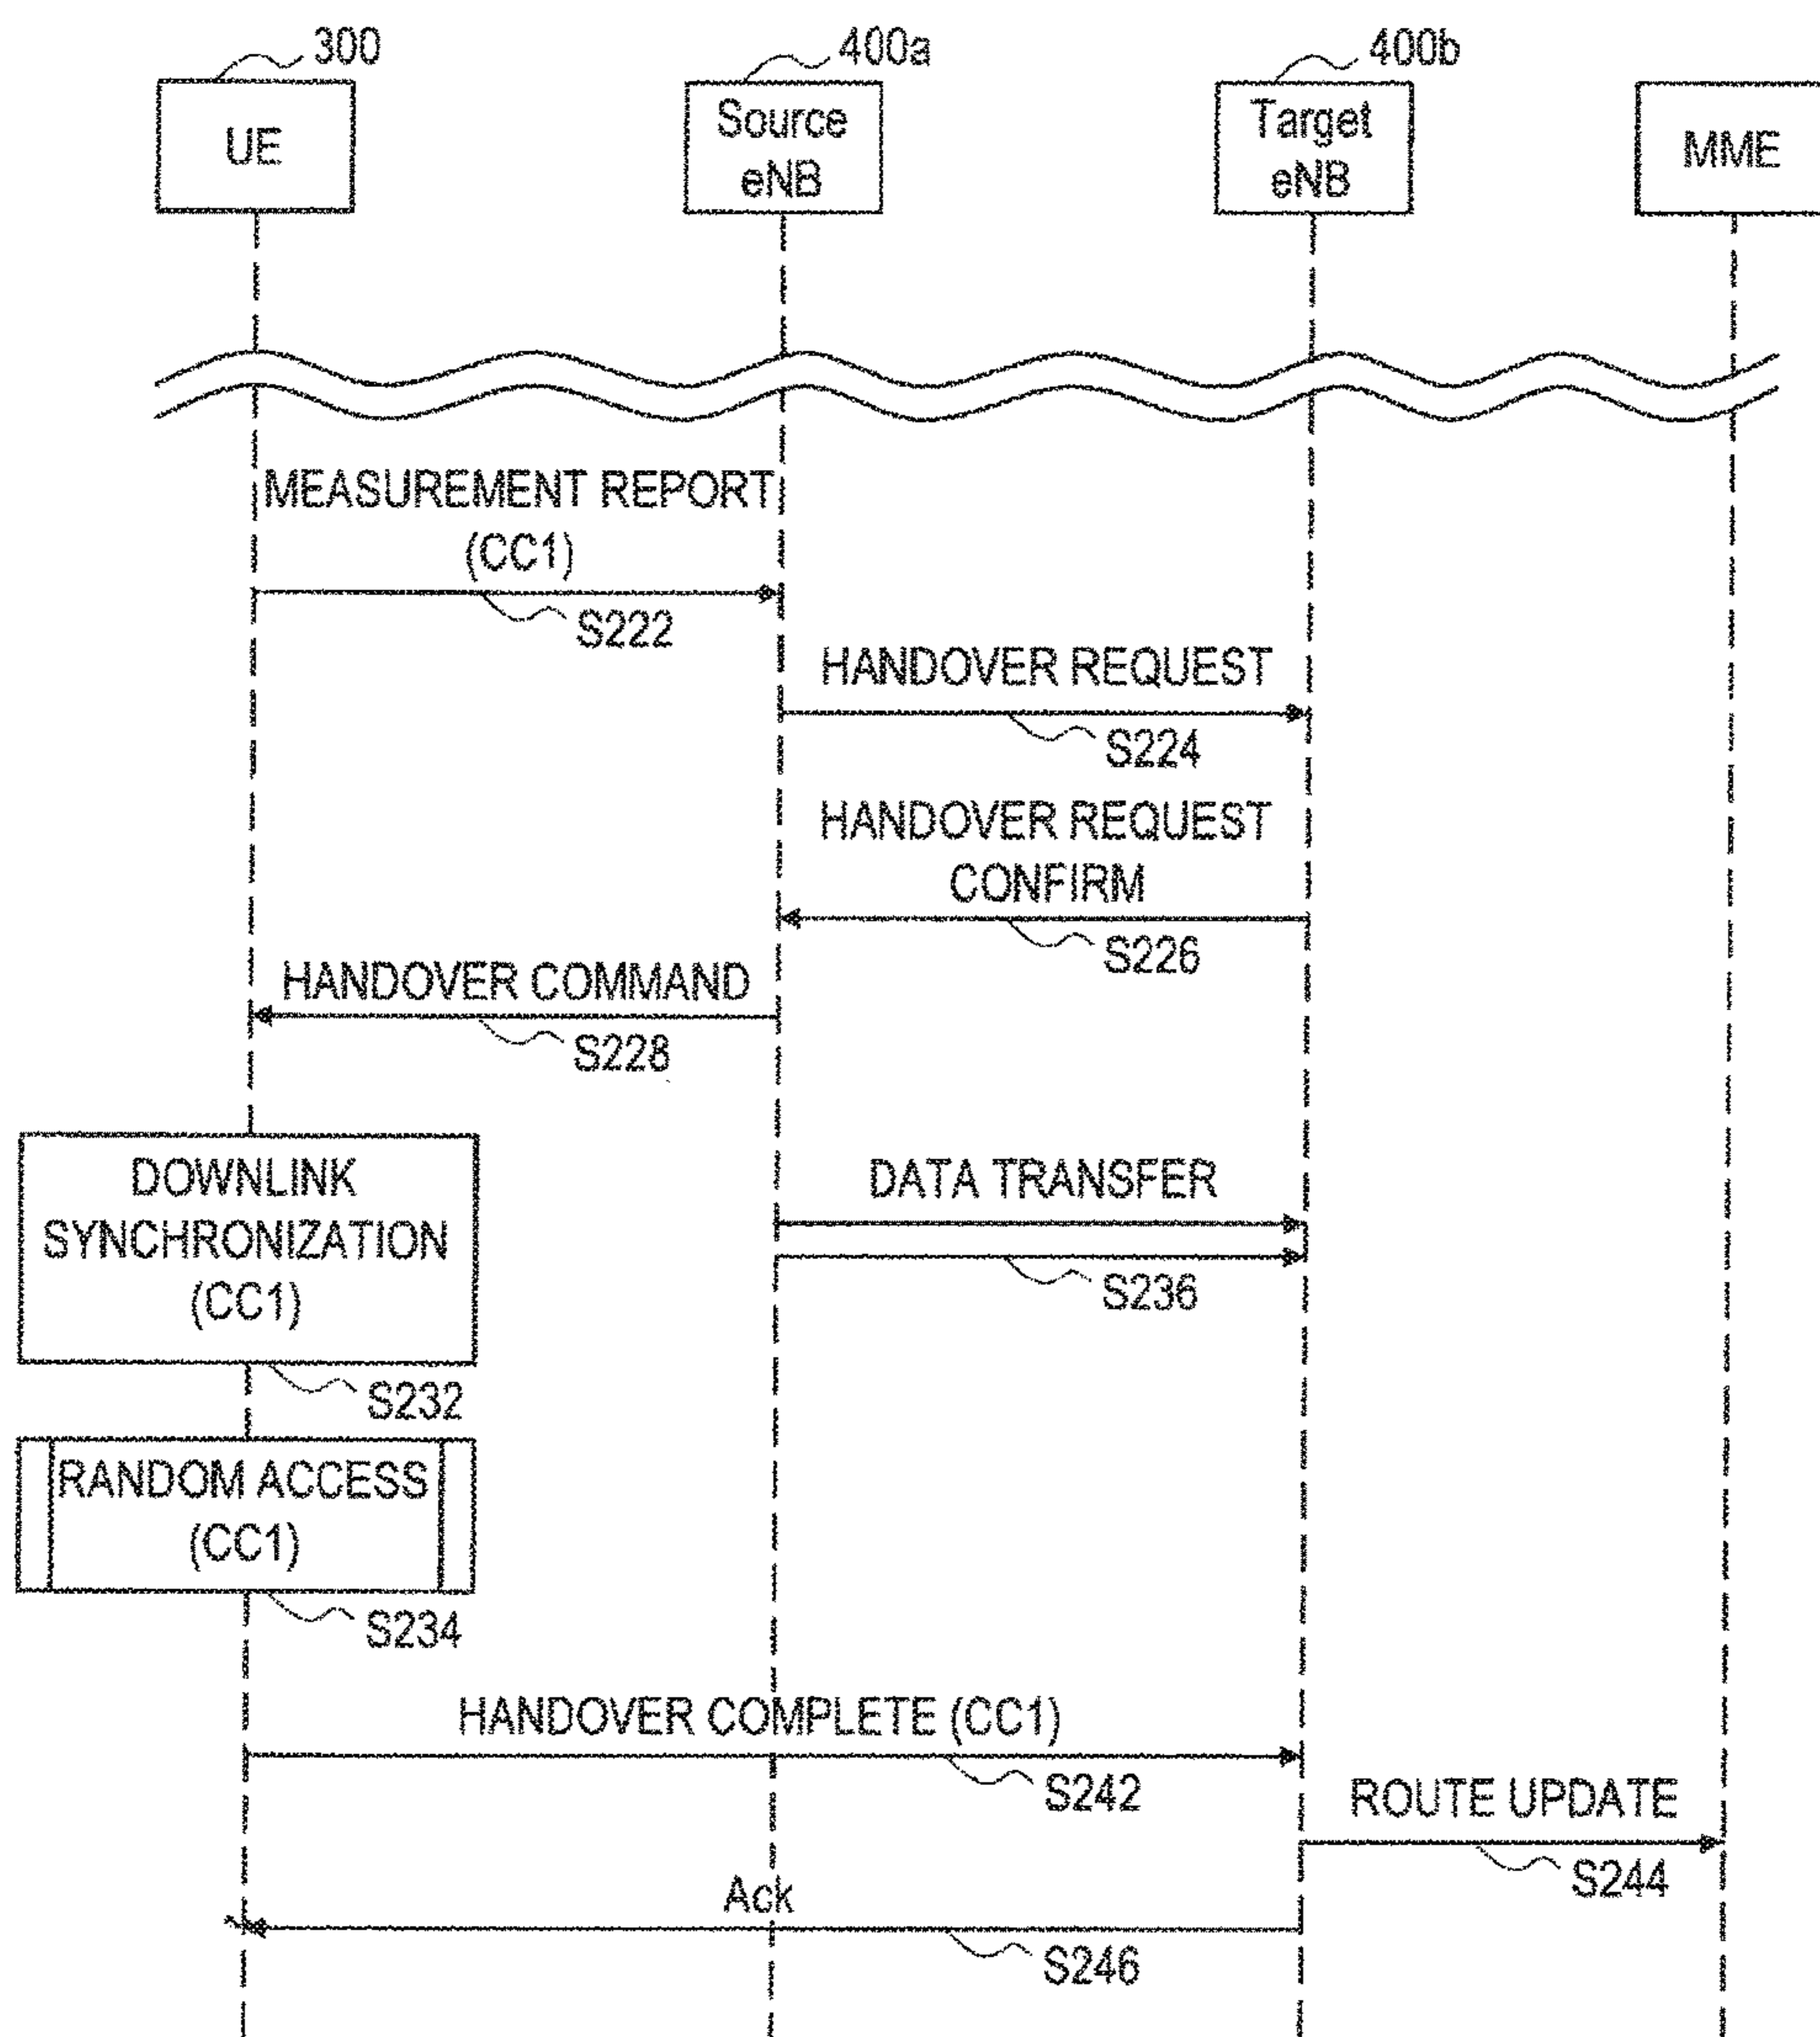 300
400a
400b
UE
Source
eNB
Target
eNB
MME
MEASUREMENT REPORT
(CC1)
S222
HANDOVER REQUEST
S224
HANDOVER REQUEST
CONFIRM
S226
HANDOVER COMMAND
S228
DOWNLINK
SYNCHRONIZATION
(CC1)
S232
DATA TRANSFER
S236
RANDOM ACCESS
(CC1)
S234
HANDOVER COMPLETE (CC1)
S242
ROUTE UPDATE
S244
Ack
S246